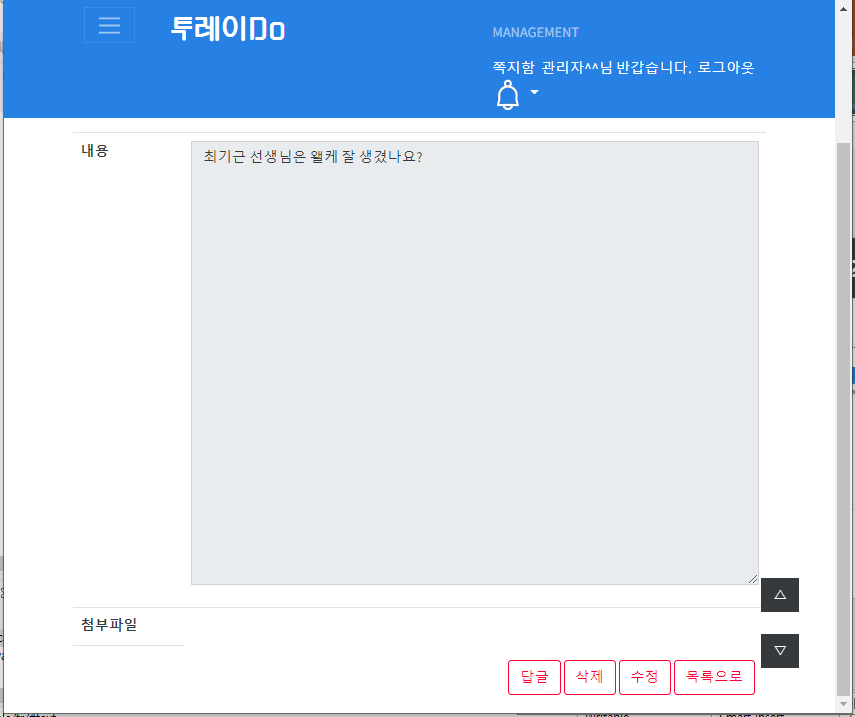 투레이Do
MANAGEMENT
쪽지함 관리자^^님 반갑습니다. 로그아웃
내용
최기근 선생님은 왤케 잘 생겼나요?
첨부파일
답글 삭제 수정 목록으로